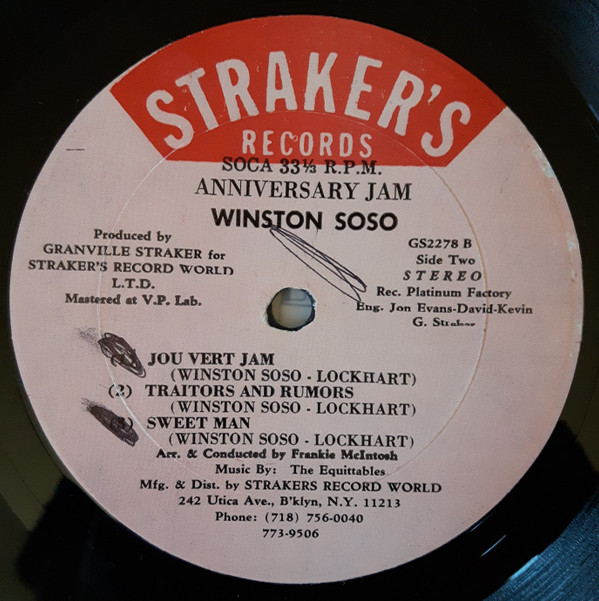 STRAKER'S
RECORDS
SOCA 33⅓ R.P.M.
ANNIVERSARY JAM
WINSTON SOSO
Produced by
GRANVILLE STRAKER for
STRAKER'S RECORD WORLD
L.T.D.
Mastered at V.P. Lab.
GS2278 B
Side Two
STEREO
Rec. Platinum Factory
Eng. Jon Evans-David-Kevin
G. Straker
JOU VERT JAM
(WINSTON SOSO - LOCKHART)
(2) TRAITORS AND RUMORS
(WINSTON SOSO - LOCKHART)
SWEET MAN
(WINSTON SOSO - LOCKHART)
Arr. & Conducted by Frankie McIntosh
Music By: The Equittables
Mfg. & Dist. by STRAKERS RECORD WORLD
242 Utica Ave., B'klyn, N.Y. 11213
Phone: (718) 756-0040
773-9506